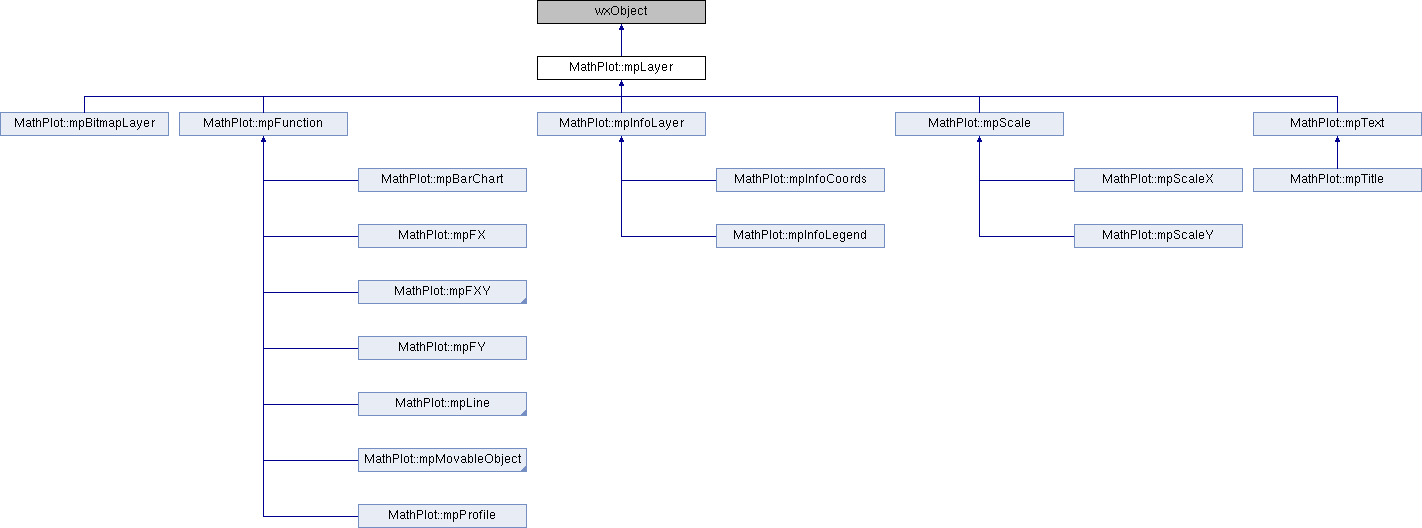 wxObject
MathPlot::mpLayer
MathPlot::mpBitmapLayer
MathPlot::mpFunction
MathPlot::mpInfoLayer
MathPlot::mpScale
MathPlot::mpText
MathPlot::mpBarChart
MathPlot::mpInfoCoords
MathPlot::mpScaleX
MathPlot::mpTitle
MathPlot::mpFX
MathPlot::mpInfoLegend
MathPlot::mpScaleY
MathPlot::mpFXY
MathPlot::mpFY
MathPlot::mpLine
MathPlot::mpMovableObject
MathPlot::mpProfile